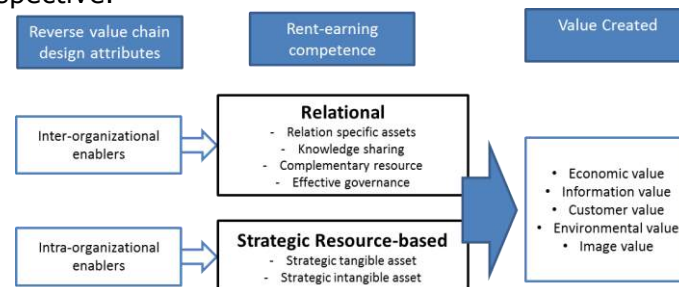 spective.
Reverse value chain
design attributes
Rent-earning
competence
Value Created
Inter-organizational
enablers
Relational
- Relation specific assets
- Knowledge sharing
- Complementary resource
- Effective governance
Intra-organizational
enablers
Strategic Resource-based
- Strategic tangible asset
- Strategic intangible asset
• Economic value
• Information value
• Customer value
• Environmental value
• Image value